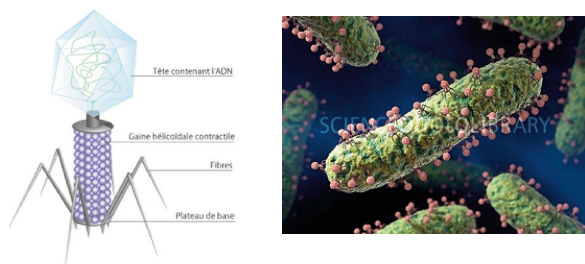 Tête contenant l'ADN
Gaine hélicoïdale contractile
Fibres
Plateau de base